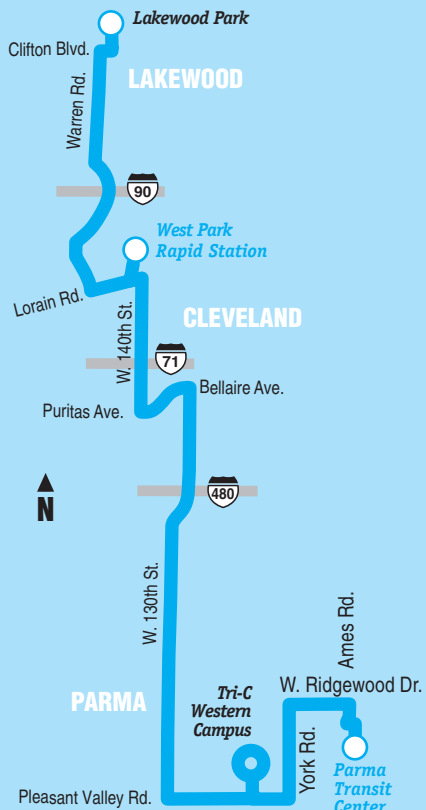 Lakewood Park
Clifton Blvd.
Warren Rd.
LAKEWOOD
90
West Park
Rapid Station
Lorain Rd.
W. 140th St.
CLEVELAND
71
Puritas Ave.
Bellaire Ave.
480
N
W. 130th St.
Ames Rd.
W. Ridgewood Dr.
PARMA
Tri-C
Western
Campus
York Rd.
Parma
Transit
Center
Pleasant Valley Rd.